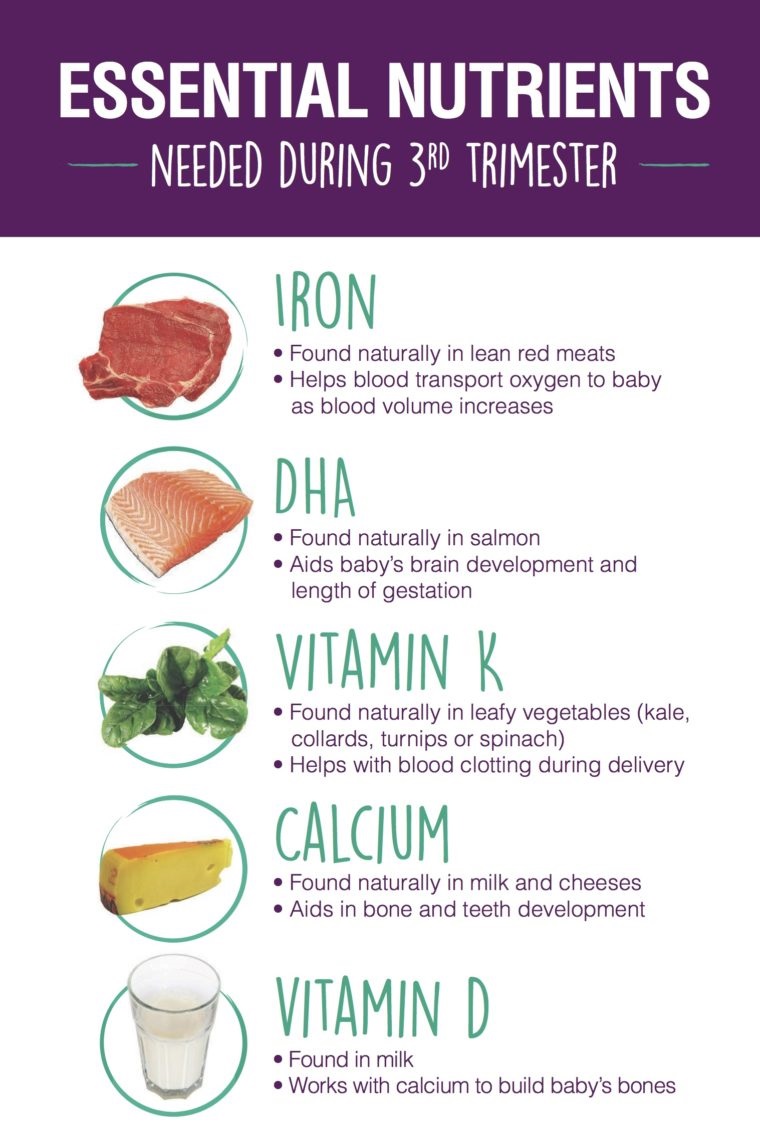 ESSENTIAL NUTRIENTS
NEEDED DURING 3RD TRIMESTER
IRON
• Found naturally in lean red meats
• Helps blood transport oxygen to baby
as blood volume increases
DHA
• Found naturally in salmon
• Aids baby’s brain development and
length of gestation
VITAMIN K
• Found naturally in leafy vegetables (kale,
collards, turnips or spinach)
• Helps with blood clotting during delivery
CALCIUM
• Found naturally in milk and cheeses
• Aids in bone and teeth development
VITAMIN D
• Found in milk
• Works with calcium to build baby’s bones